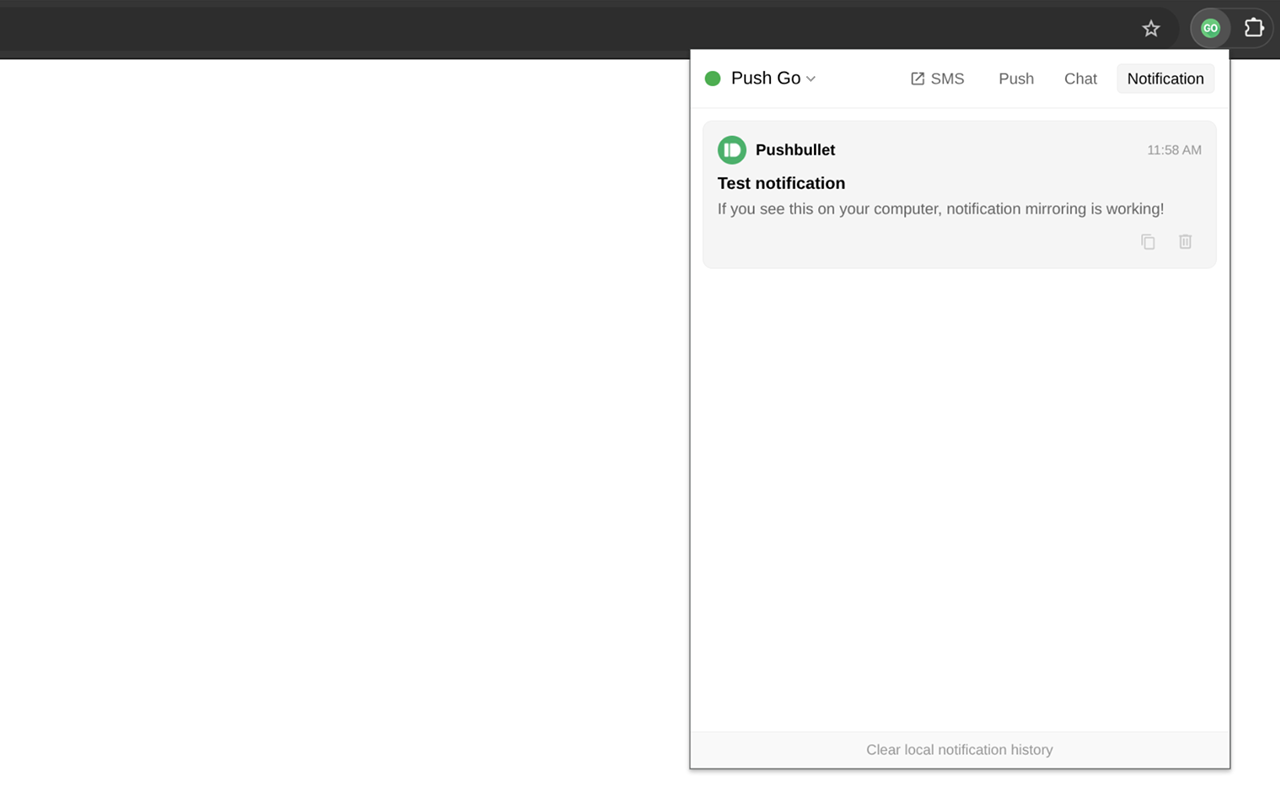 GO
Push Go
SMS
Push
Chat
Notification
Pushbullet
11:58 AM
Test notification
If you see this on your computer, notification mirroring is working!
Clear local notification history